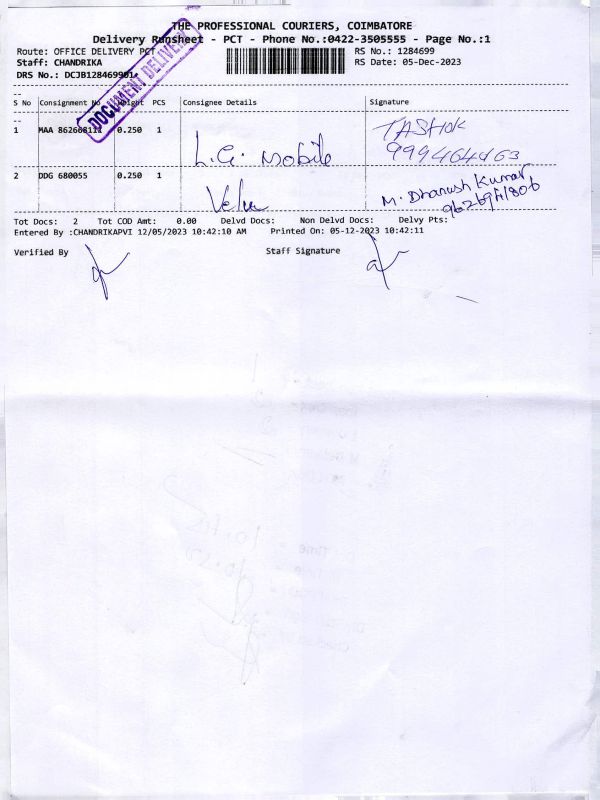 THE PROFESSIONAL COURIERS, COIMBATORE
Delivery Runsheet - PCT - Phone No.:0422-3505555 - Page No.:1
Route: OFFICE DELIVERY PCT
RS No.: 1284699
Staff: CHANDRIKA
RS Date: 05-Dec-2023
DRS No.: DCJB128469901
DOCUMENT DELIVERY
S No Consignment No Weight PCS Consignee Details Signature
1 MAA 862668111 0.250 1 L.G. Mobile TASHOK
999464463
2 DDG 680055 0.250 1 Velu M. Dhanush Kumar
Tot Docs: 2 Tot COD Amt: 0.00 Delvd Docs: Non Delvd Docs: Delvy Pts:
Entered By :CHANDRIKAPVI 12/05/2023 10:42:10 AM Printed On: 05-12-2023 10:42:11
Verified By Staff Signature